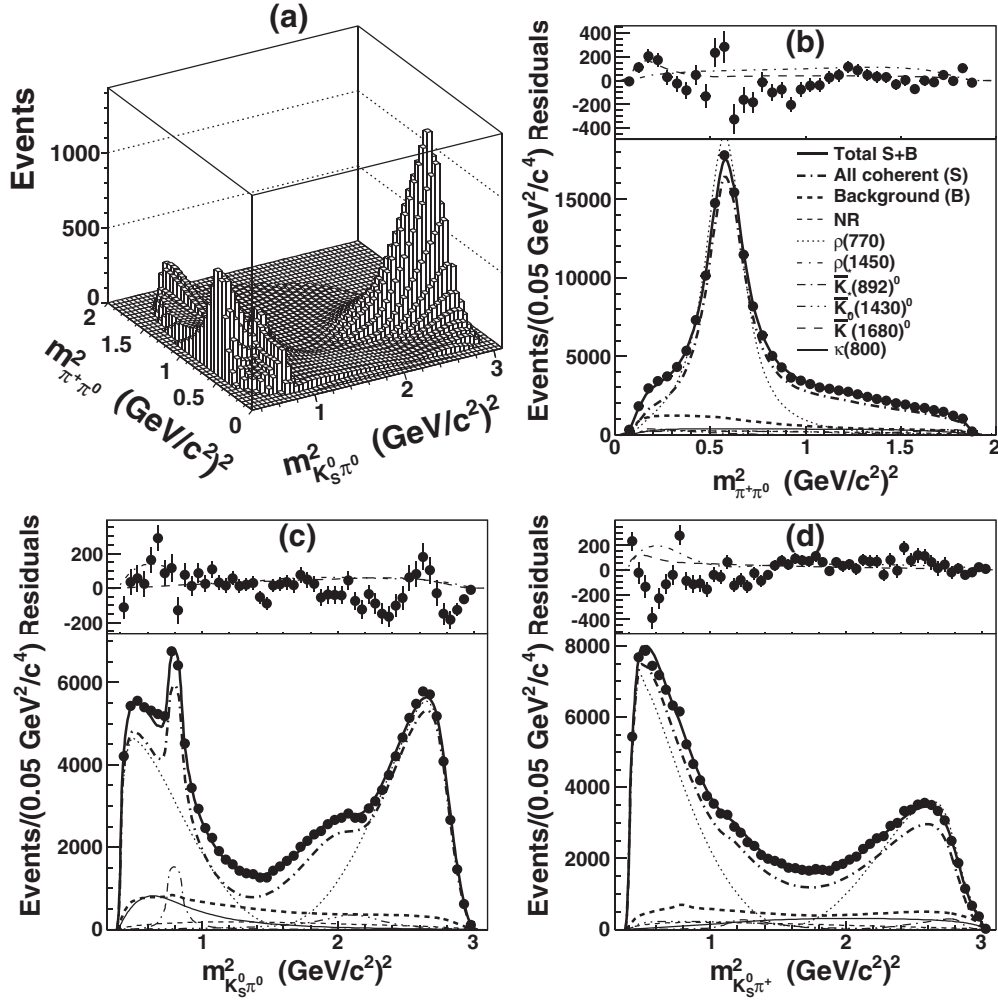 (a)
Events
1000
500
0
2
1.5
1
0.5
0
m²π⁺π⁰ (GeV/c²)²
1
2
3
m²K⁰Sπ⁰ (GeV/c²)²
(b)
Residuals
400
200
0
-200
-400
Events/(0.05 GeV²/c⁴)
15000
10000
5000
0
Total S+B
All coherent (S)
Background (B)
NR
ρ(770)
ρ(1450)
K̅*(892)⁰
K̅*₀(1430)⁰
K̅*(1680)⁰
κ(800)
0 0.5 1 1.5 2
m²π⁺π⁰ (GeV/c²)²
(c)
Residuals
200
0
-200
Events/(0.05 GeV²/c⁴)
6000
4000
2000
0
1 2 3
m²K⁰Sπ⁰ (GeV/c²)²
(d)
Residuals
200
0
-200
-400
Events/(0.05 GeV²/c⁴)
8000
6000
4000
2000
0
1 2 3
m²K⁰Sπ⁺ (GeV/c²)²